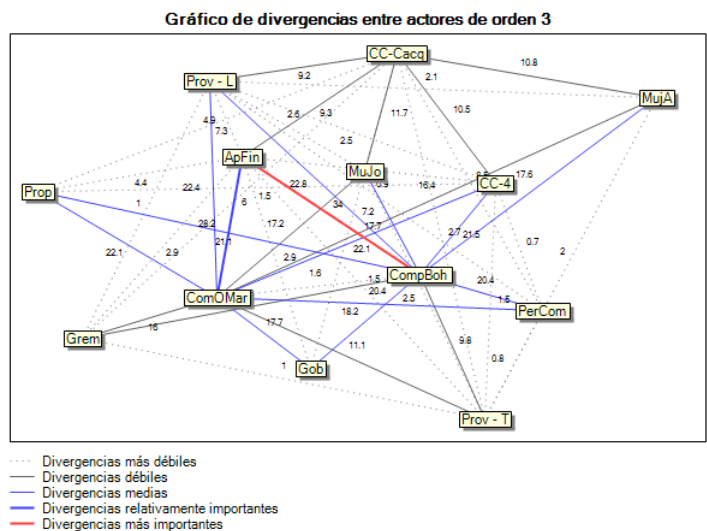 Gráfico de divergencias entre actores de orden 3
CC-Cacq
10.8
Prov - L
9.2
2.1
MujA
2.6
9.3
11.7
10.5
4.9
7.3
2.5
ApFin
MuJo
17.6
Prop
4.4
22.4
22.8
16.4
CC-4
1
6
1.5
34
7.2
28.2
17.2
17.7
2.7
21.5
22.1
2.9
21.1
22.1
0.7
2
2.9
1.6
1.5
CompBoh
20.4
ComOMar
20.4
2.5
1.5
PerCom
18.2
Grem
16
17.7
11.1
9.8
1
Gob
0.8
Prov - T
Divergencias más débiles
Divergencias débiles
Divergencias medias
Divergencias relativamente importantes
Divergencias más importantes